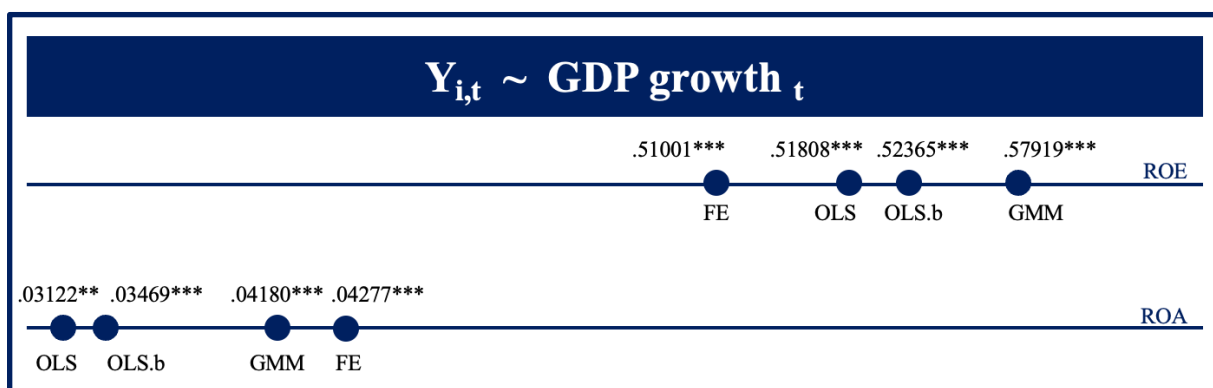 Y i,t ~ GDP growth t
.51001*** .51808*** .52365*** .57919***
ROE
FE OLS OLS.b GMM
.03122** .03469*** .04180*** .04277***
ROA
OLS OLS.b GMM FE